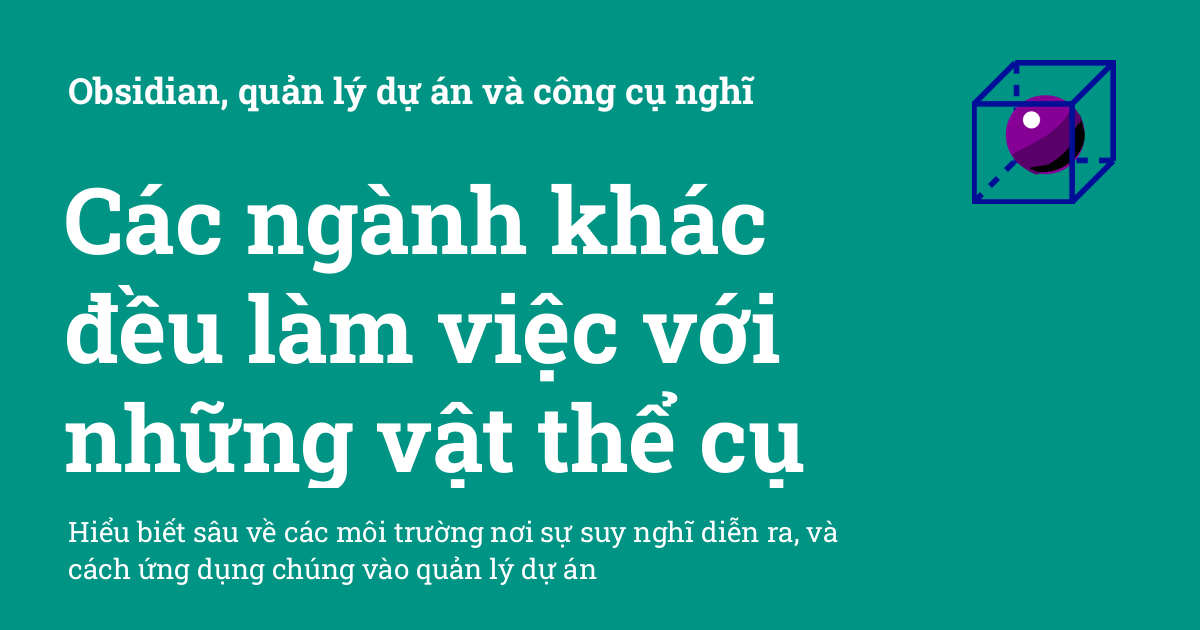 Obsidian, quản lý dự án và công cụ nghĩ
Các ngành khác
đều làm việc với
những vật thể cụ
Hiểu biết sâu về các môi trường nơi sự suy nghĩ diễn ra, và
cách ứng dụng chúng vào quản lý dự án